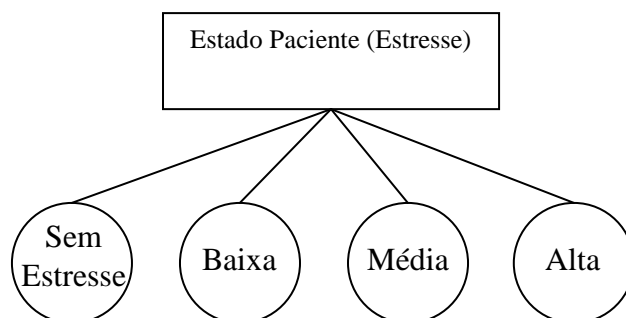 Estado Paciente (Estresse)
Sem
Estresse
Baixa
Média
Alta